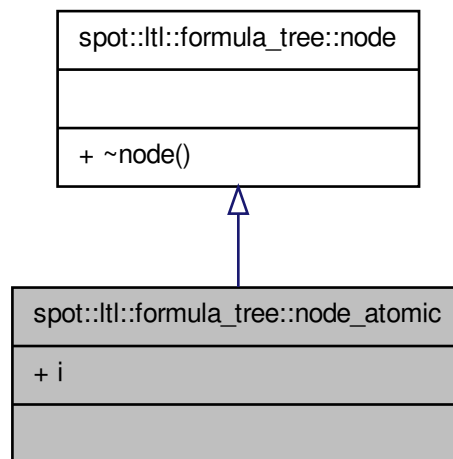 spot::ltl::formula_tree::node
+ ~node()
spot::ltl::formula_tree::node_atomic
+ i